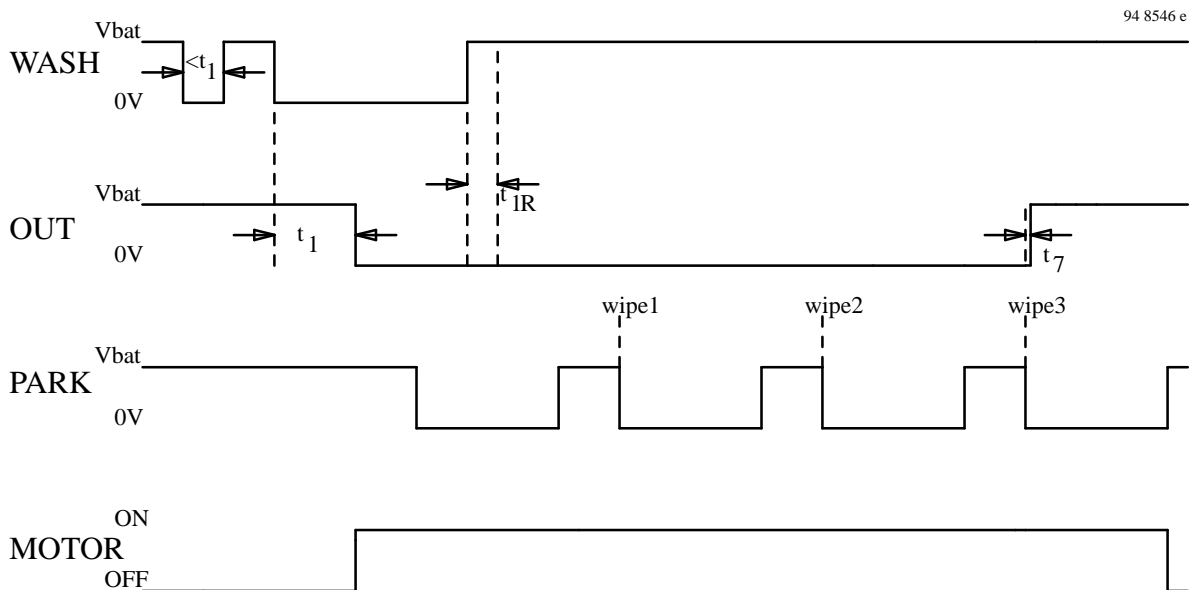 94 8546 e
Vbat
WASH
<t1
0V
Vbat
t1R
OUT
t1
0V
t7
wipe1 wipe2 wipe3
Vbat
PARK
0V
ON
MOTOR
OFF